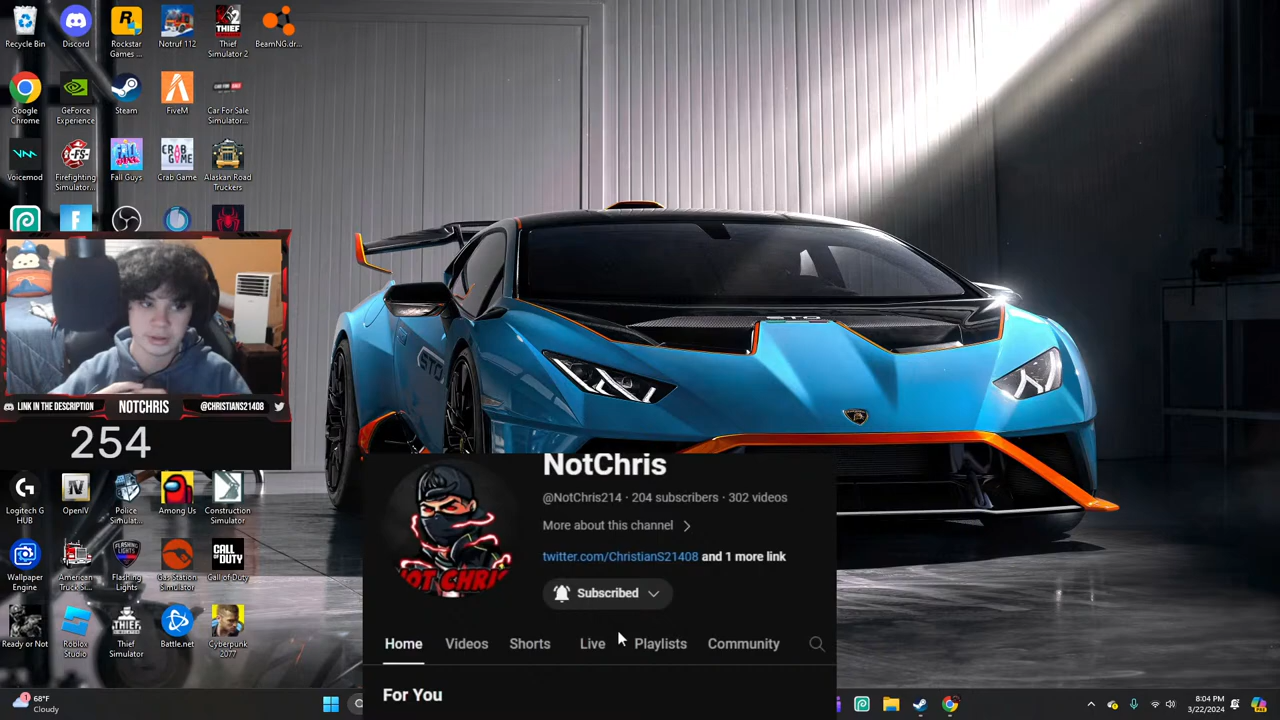 Recycle Bin
Discord
Rockstar Games ...
Notruf 112
Thief Simulator 2
BeamNG.dr...
Google Chrome
GeForce Experience
Steam
FiveM
Car For Sale Simulator...
Voicemod
Firefighting Simulator...
Fall Guys
Crab Game
Alaskan Road Truckers
STO
STO
LINK IN THE DESCRIPTION
NOTCHRIS
@CHRISTIANS21408
254
Logitech G HUB
OpenIV
Police Simulat...
Among Us
Construction Simulator
Wallpaper Engine
American Truck Si...
Flashing Lights
Gas Station Simulator
Call of Duty
Ready or Not
Roblox Studio
Thief Simulator
Battle.net
Cyberpunk 2077
NOT CHRIS
NotChris
@NotChris214 · 204 subscribers · 302 videos
More about this channel
twitter.com/ChristianS21408 and 1 more link
Subscribed
Home Videos Shorts Live Playlists Community
For You
1
68°F
Cloudy
8:04 PM
3/22/2024